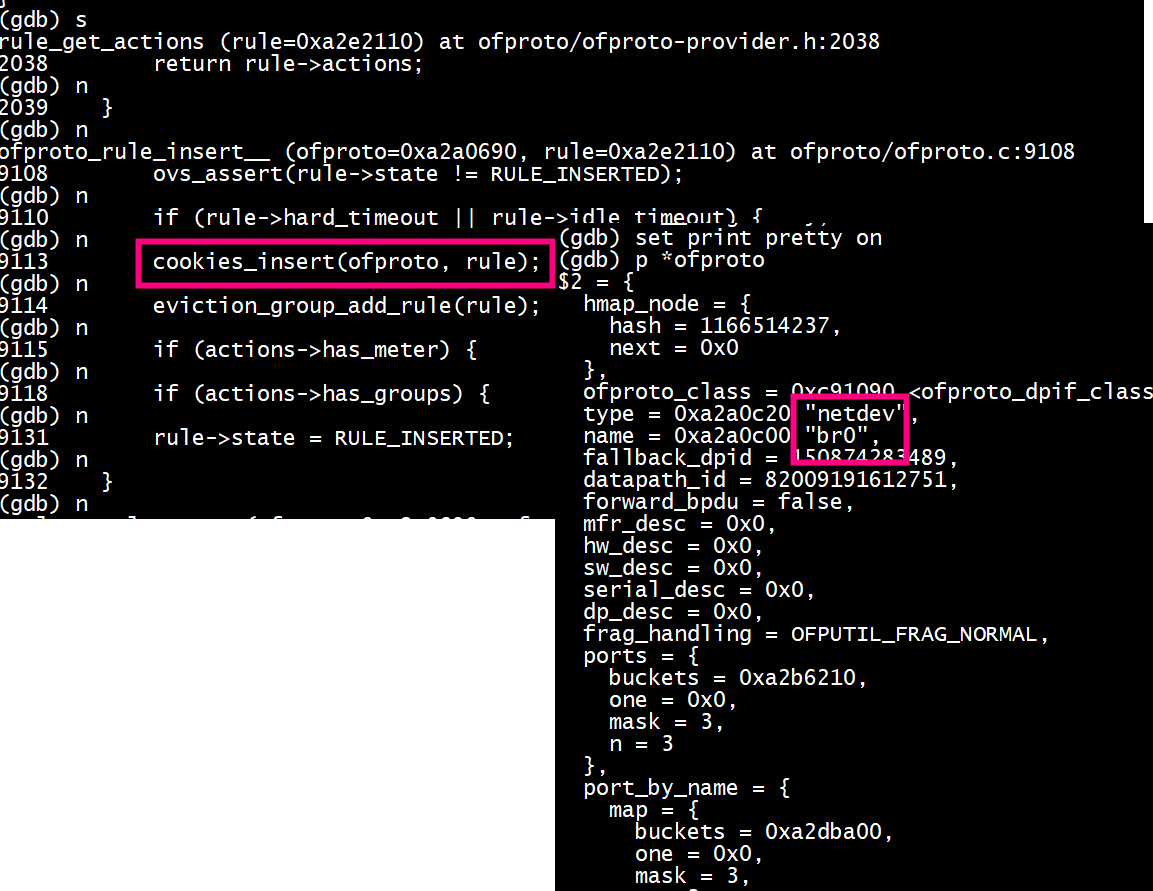 (gdb) s
rule_get_actions (rule=0xa2e2110) at ofproto/ofproto-provider.h:2038
2038        return rule->actions;
(gdb) n
2039    }
(gdb) n
ofproto_rule_insert__ (ofproto=0xa2a0690, rule=0xa2e2110) at ofproto/ofproto.c:9108
9108        ovs_assert(rule->state != RULE_INSERTED);
(gdb) n
9110        if (rule->hard_timeout || rule->idle_timeout) {
(gdb) n
9113        cookies_insert(ofproto, rule);
(gdb) n
9114        eviction_group_add_rule(rule);
(gdb) n
9115        if (actions->has_meter) {
(gdb) n
9118        if (actions->has_groups) {
(gdb) n
9131        rule->state = RULE_INSERTED;
(gdb) n
9132    }
(gdb) n
(gdb) set print pretty on
(gdb) p *ofproto
$2 = {
  hmap_node = {
    hash = 1166514237,
    next = 0x0
  },
  ofproto_class = 0xc91090 <ofproto_dpif_class
  type = 0xa2a0c20 "netdev",
  name = 0xa2a0c00 "br0",
  fallback_dpid = 150874283489,
  datapath_id = 82009191612751,
  forward_bpdu = false,
  mfr_desc = 0x0,
  hw_desc = 0x0,
  sw_desc = 0x0,
  serial_desc = 0x0,
  dp_desc = 0x0,
  frag_handling = OFPUTIL_FRAG_NORMAL,
  ports = {
    buckets = 0xa2b6210,
    one = 0x0,
    mask = 3,
    n = 3
  },
  port_by_name = {
    map = {
      buckets = 0xa2dba00,
      one = 0x0,
      mask = 3,